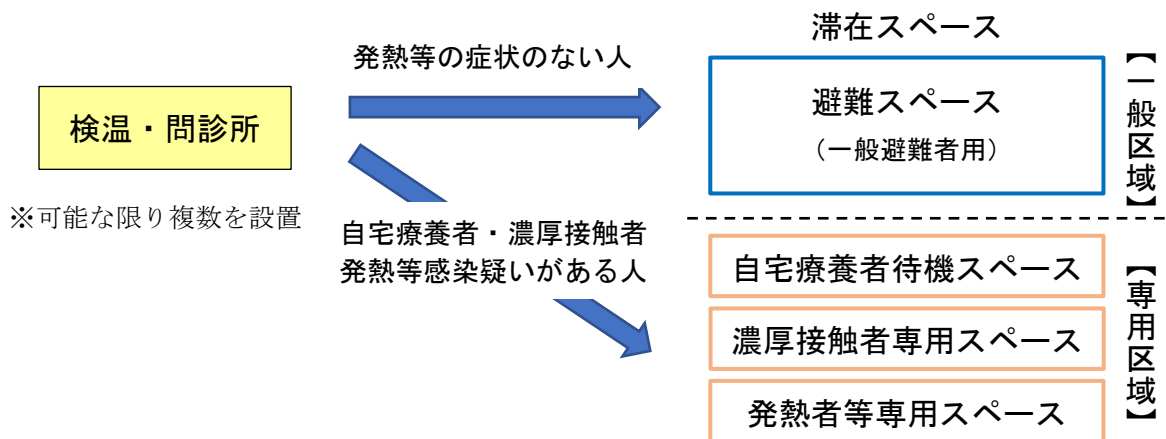 検温・問診所
※可能な限り複数を設置
発熱等の症状のない人
自宅療養者・濃厚接触者
発熱等感染疑いがある人
滞在スペース
避難スペース
（一般避難者用）
【一般区域】
自宅療養者待機スペース
濃厚接触者専用スペース
発熱者等専用スペース
【専用区域】